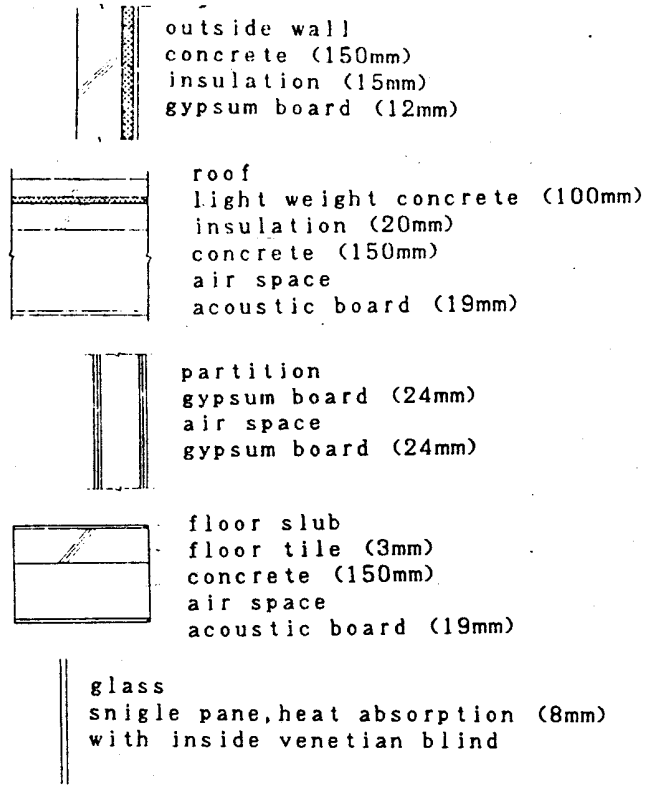 outside wall
concrete (150mm)
insulation (15mm)
gypsum board (12mm)
roof
light weight concrete (100mm)
insulation (20mm)
concrete (150mm)
air space
acoustic board (19mm)
partition
gypsum board (24mm)
air space
gypsum board (24mm)
floor slub
floor tile (3mm)
concrete (150mm)
air space
acoustic board (19mm)
glass
snigle pane, heat absorption (8mm)
with inside venetian blind